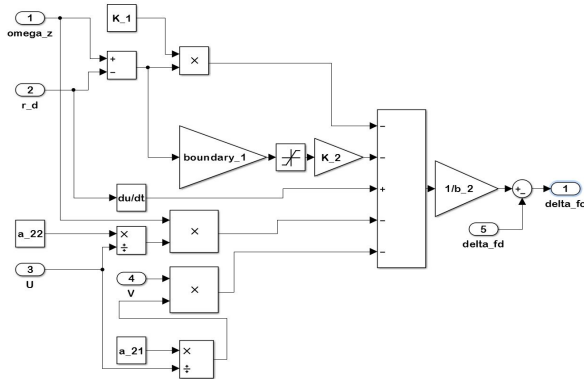 1
omega_z
K_1
+
−
×
2
r_d
boundary_1
K_2
−
−
+
−
−
1/b_2
+
−
1
delta_fc
5
delta_fd
du/dt
×
a_22
×
÷
3
U
4
V
×
a_21
×
÷